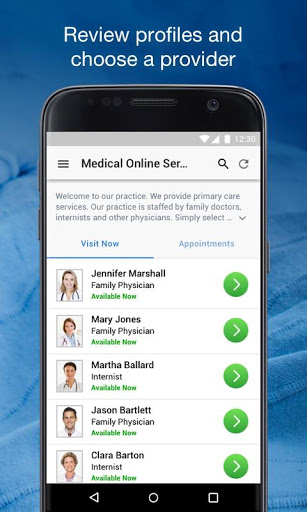 Review profiles and
choose a provider
12:30
Medical Online Ser...
Welcome to our practice. We provide primary care
services. Our practice is staffed by family doctors,
internists and other physicians. Simply select ...
Visit Now
Appointments
Jennifer Marshall
Family Physician
Available Now
Mary Jones
Family Physician
Available Now
Martha Ballard
Internist
Available Now
Jason Bartlett
Family Physician
Available Now
Clara Barton
Internist